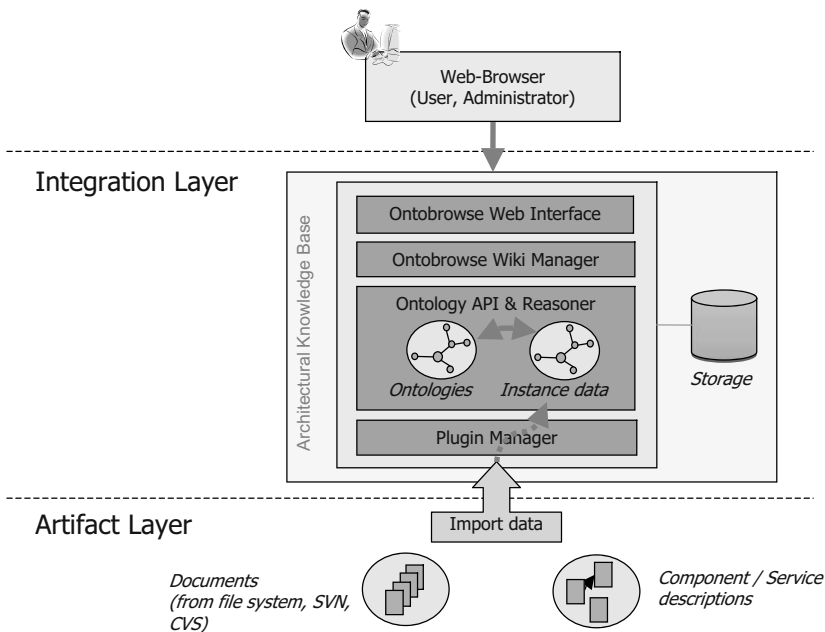 Web-Browser
(User, Administrator)
Integration Layer
Architectural Knowledge Base
Ontobrowse Web Interface
Ontobrowse Wiki Manager
Ontology API & Reasoner
Ontologies
Instance data
Storage
Plugin Manager
Artifact Layer
Import data
Documents
(from file system, SVN,
CVS)
Component / Service
descriptions